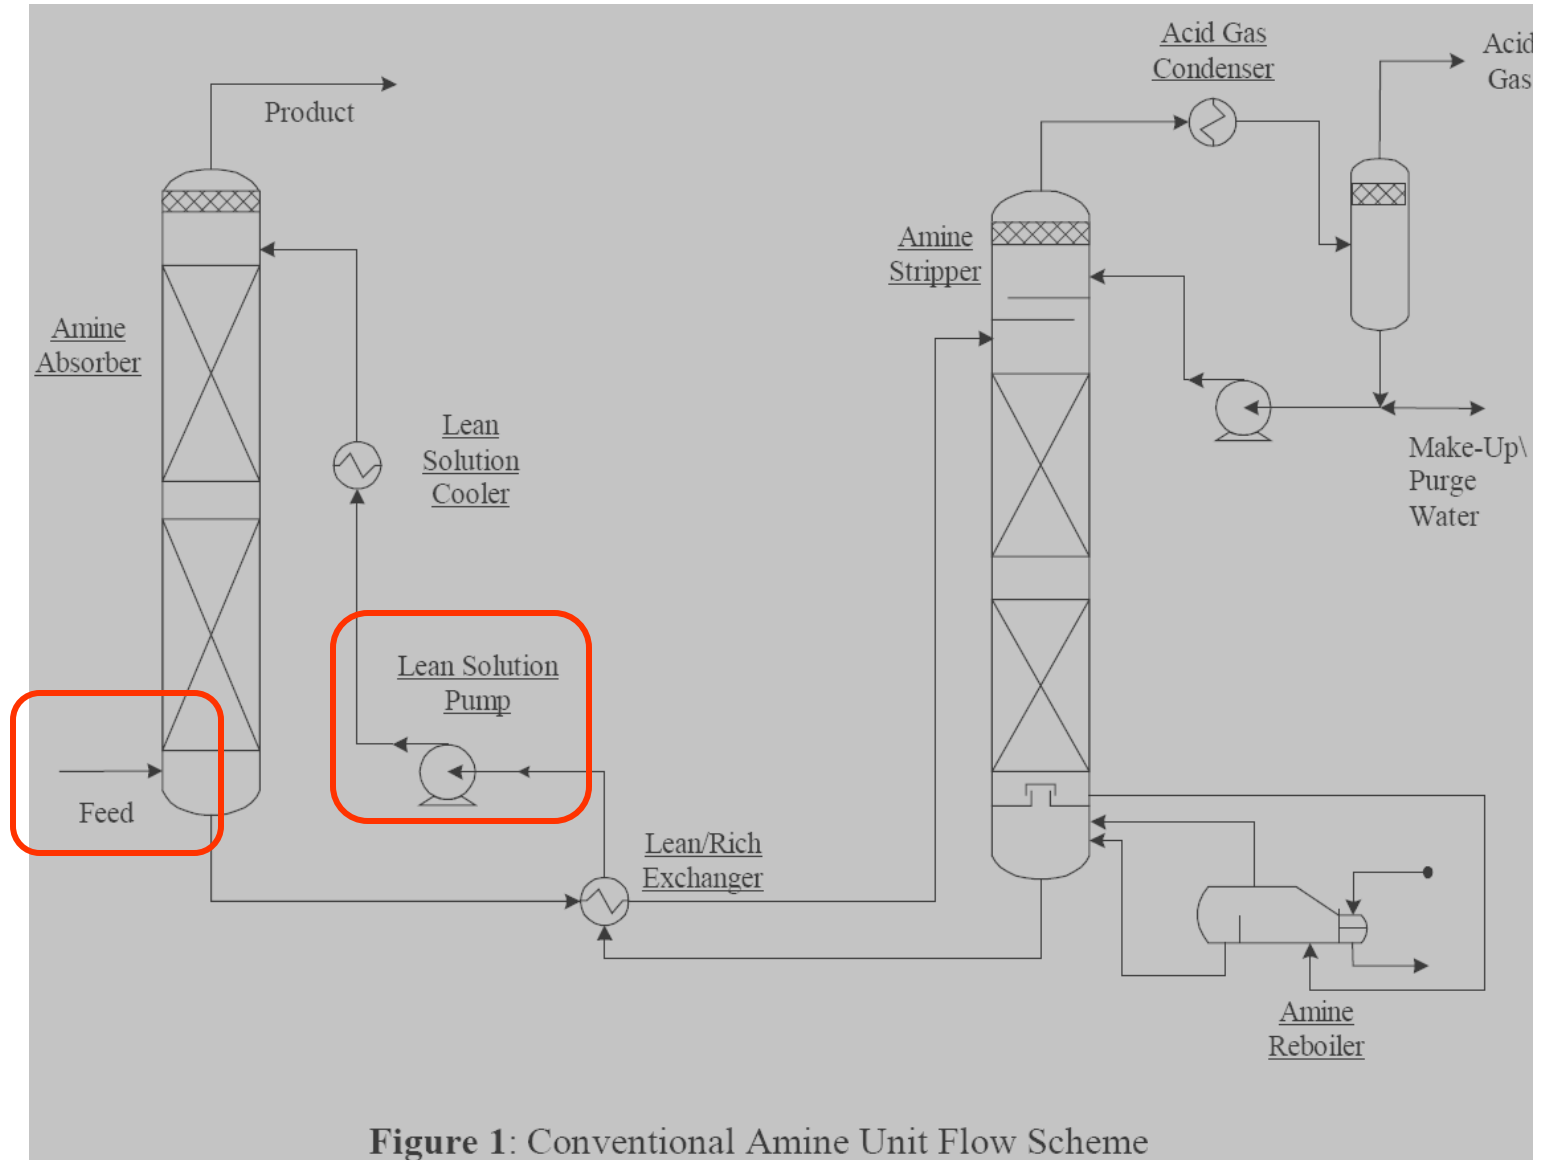 Acid Gas
Condenser
Acid
Gas
Product
Amine
Stripper
Amine
Absorber
Lean
Solution
Cooler
Make-Up\
Purge
Water
Lean Solution
Pump
Feed
Lean/Rich
Exchanger
Amine
Reboiler
Figure 1: Conventional Amine Unit Flow Scheme